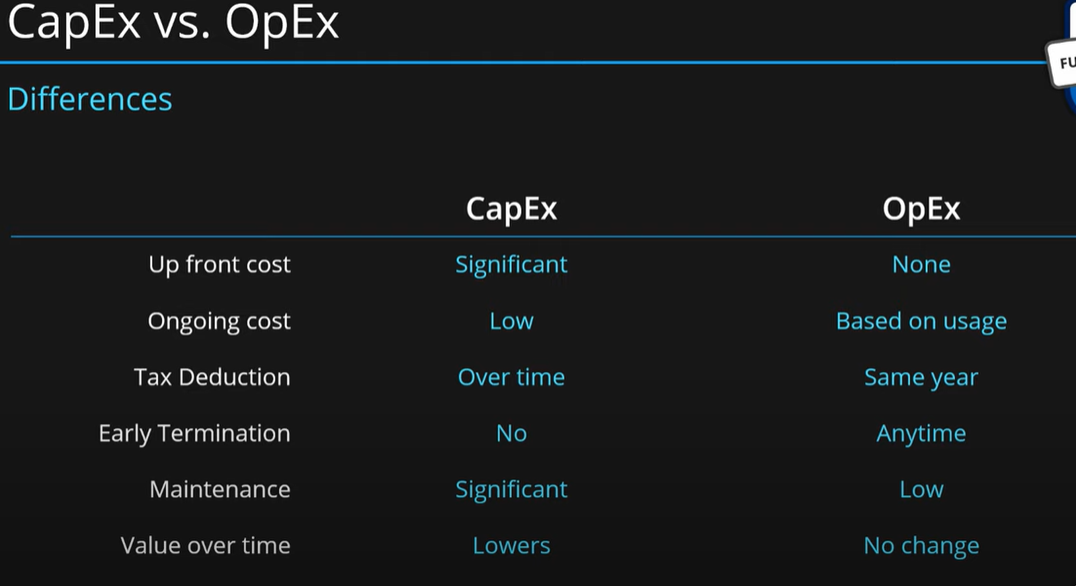 CapEx vs. OpEx
FU
Differences
CapEx OpEx
Up front cost Significant None
Ongoing cost Low Based on usage
Tax Deduction Over time Same year
Early Termination No Anytime
Maintenance Significant Low
Value over time Lowers No change